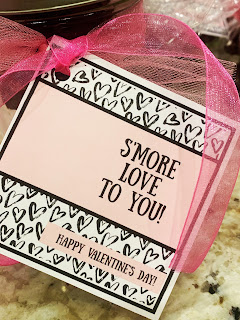 S'MORE
LOVE
TO YOU!
HAPPY VALENTINE'S DAY!